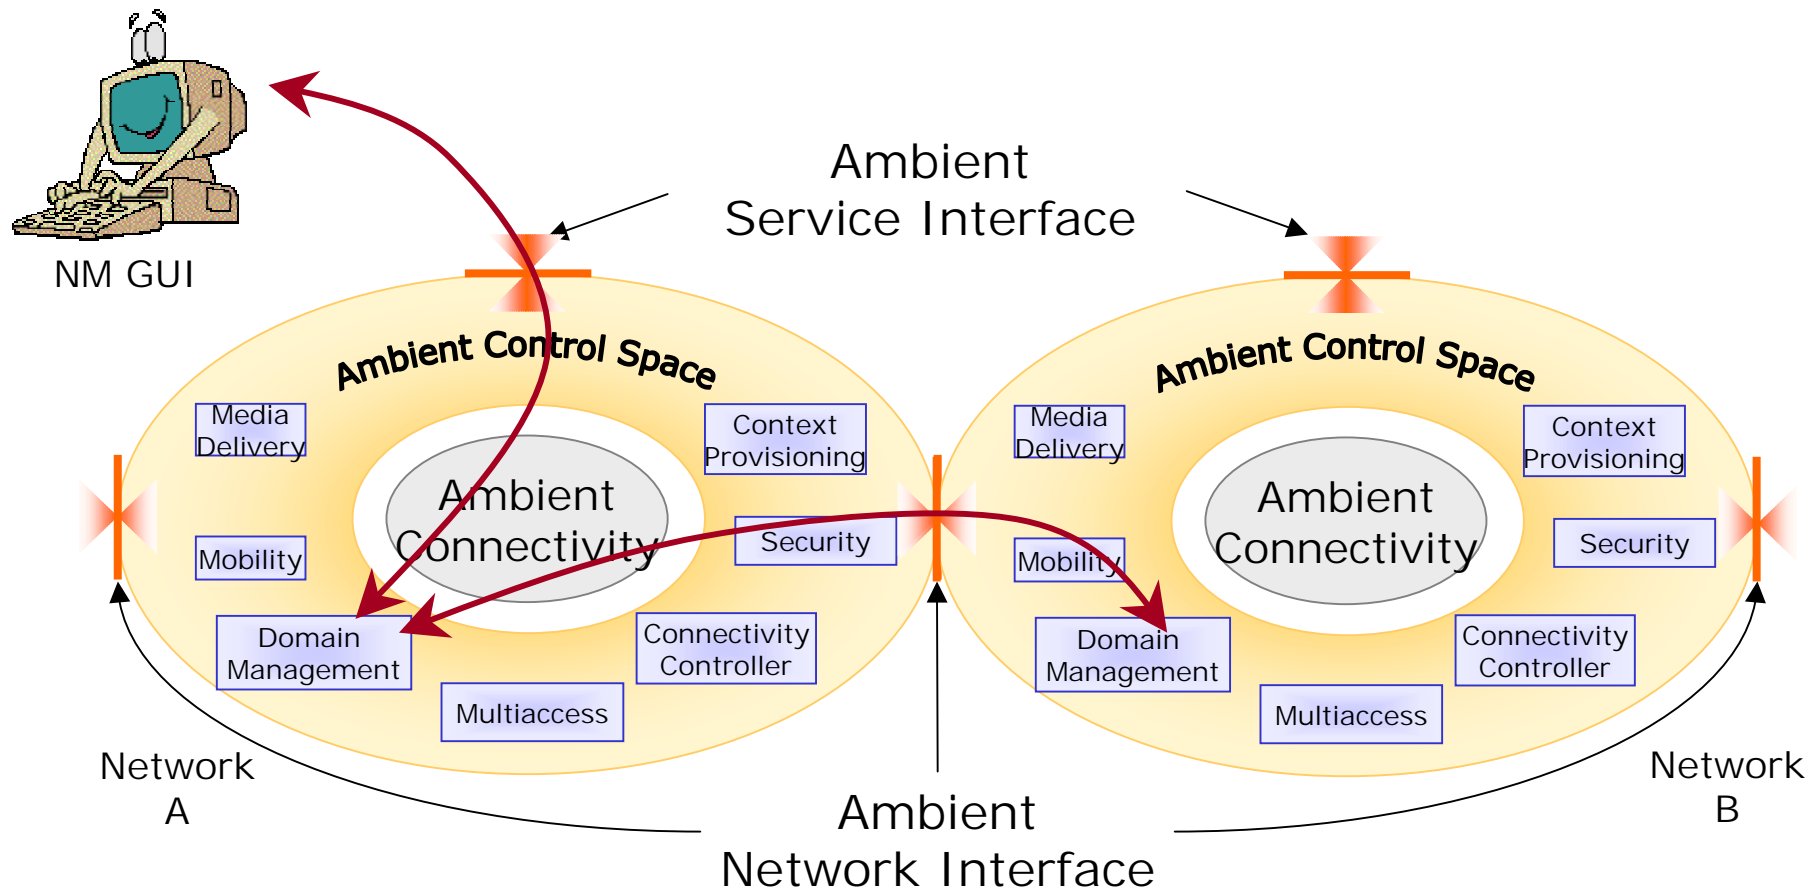 Ambient
Service Interface
NM GUI
Ambient Control Space
Media
Delivery
Context
Provisioning
Ambient
Connectivity
Mobility
Security
Domain
Management
Connectivity
Controller
Multiaccess
Ambient Control Space
Media
Delivery
Context
Provisioning
Ambient
Connectivity
Mobility
Security
Domain
Management
Connectivity
Controller
Multiaccess
Network
A
Network
B
Ambient
Network Interface